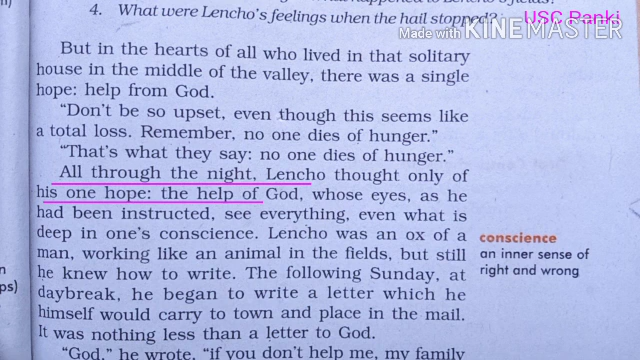 4. What were Lencho's feelings when the hail stopped?
USC Ranki
Made with KINEMASTER
But in the hearts of all who lived in that solitary
house in the middle of the valley, there was a single
hope: help from God.
"Don't be so upset, even though this seems like
a total loss. Remember, no one dies of hunger."
"That's what they say: no one dies of hunger."
All through the night, Lencho thought only of
his one hope: the help of God, whose eyes, as he
had been instructed, see everything, even what is
deep in one's conscience. Lencho was an ox of a
man, working like an animal in the fields, but still
he knew how to write. The following Sunday, at
daybreak, he began to write a letter which he
himself would carry to town and place in the mail.
It was nothing less than a letter to God.
"God," he wrote, "if you don't help me, my family
conscience
an inner sense of
right and wrong
ps)